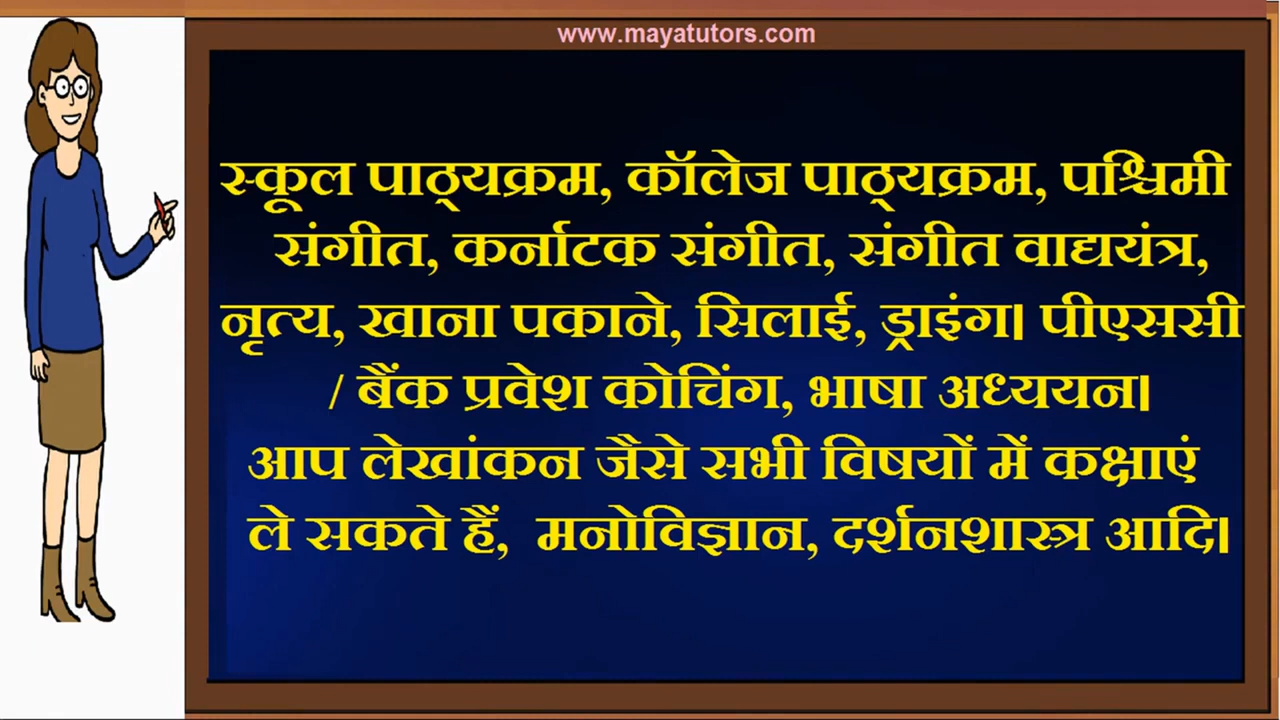 www.mayatutors.com
स्कूल पाठ्यक्रम, कॉलेज पाठ्यक्रम, पश्चिमी
संगीत, कर्नाटक संगीत, संगीत वाद्ययंत्र,
नृत्य, खाना पकाने, सिलाई, ड्राइंग। पीएससी
/ बैंक प्रवेश कोचिंग, भाषा अध्ययन।
आप लेखांकन जैसे सभी विषयों में कक्षाएं
ले सकते हैं, मनोविज्ञान, दर्शनशास्त्र आदि।